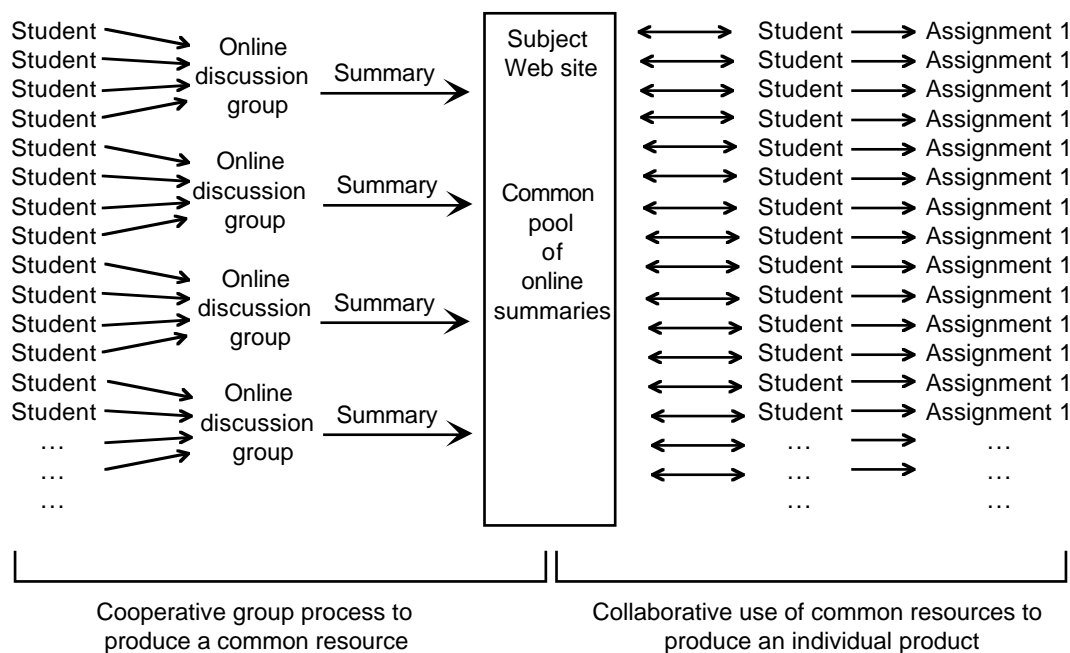 Student
Student
Student
Student
Student
Student
Student
Student
Student
Student
Student
Student
Student
Student
…
…
…
Online
discussion
group
Online
discussion
group
Online
discussion
group
Online
discussion
group
Summary
Summary
Summary
Summary
Subject
Web site
Common
pool
of
online
summaries
Student
Student
Student
Student
Student
Student
Student
Student
Student
Student
Student
Student
Student
Student
…
…
…
Assignment 1
Assignment 1
Assignment 1
Assignment 1
Assignment 1
Assignment 1
Assignment 1
Assignment 1
Assignment 1
Assignment 1
Assignment 1
Assignment 1
Assignment 1
Assignment 1
…
…
…
Cooperative group process to
produce a common resource
Collaborative use of common resources to
produce an individual product